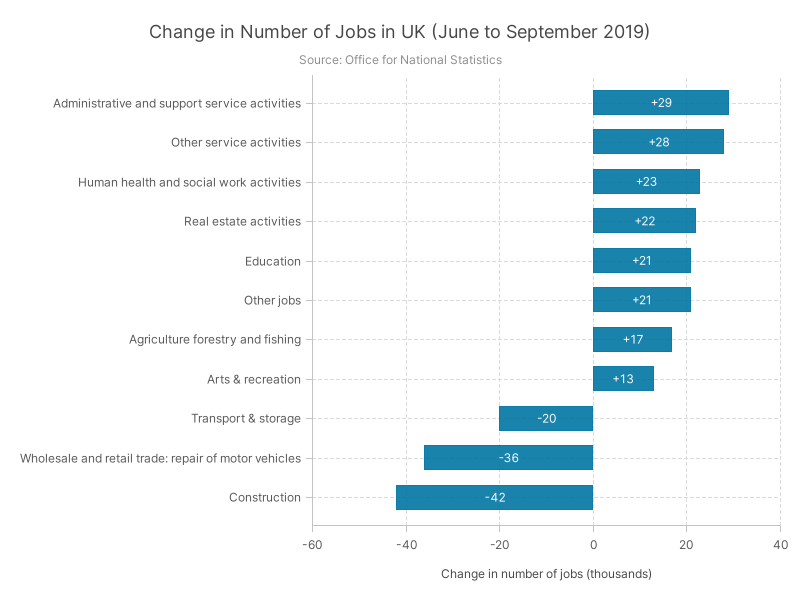 Change in Number of Jobs in UK (June to September 2019)
Source: Office for National Statistics
Administrative and support service activities +29
Other service activities +28
Human health and social work activities +23
Real estate activities +22
Education +21
Other jobs +21
Agriculture forestry and fishing +17
Arts & recreation +13
Transport & storage -20
Wholesale and retail trade: repair of motor vehicles -36
Construction -42
-60 -40 -20 0 20 40
Change in number of jobs (thousands)